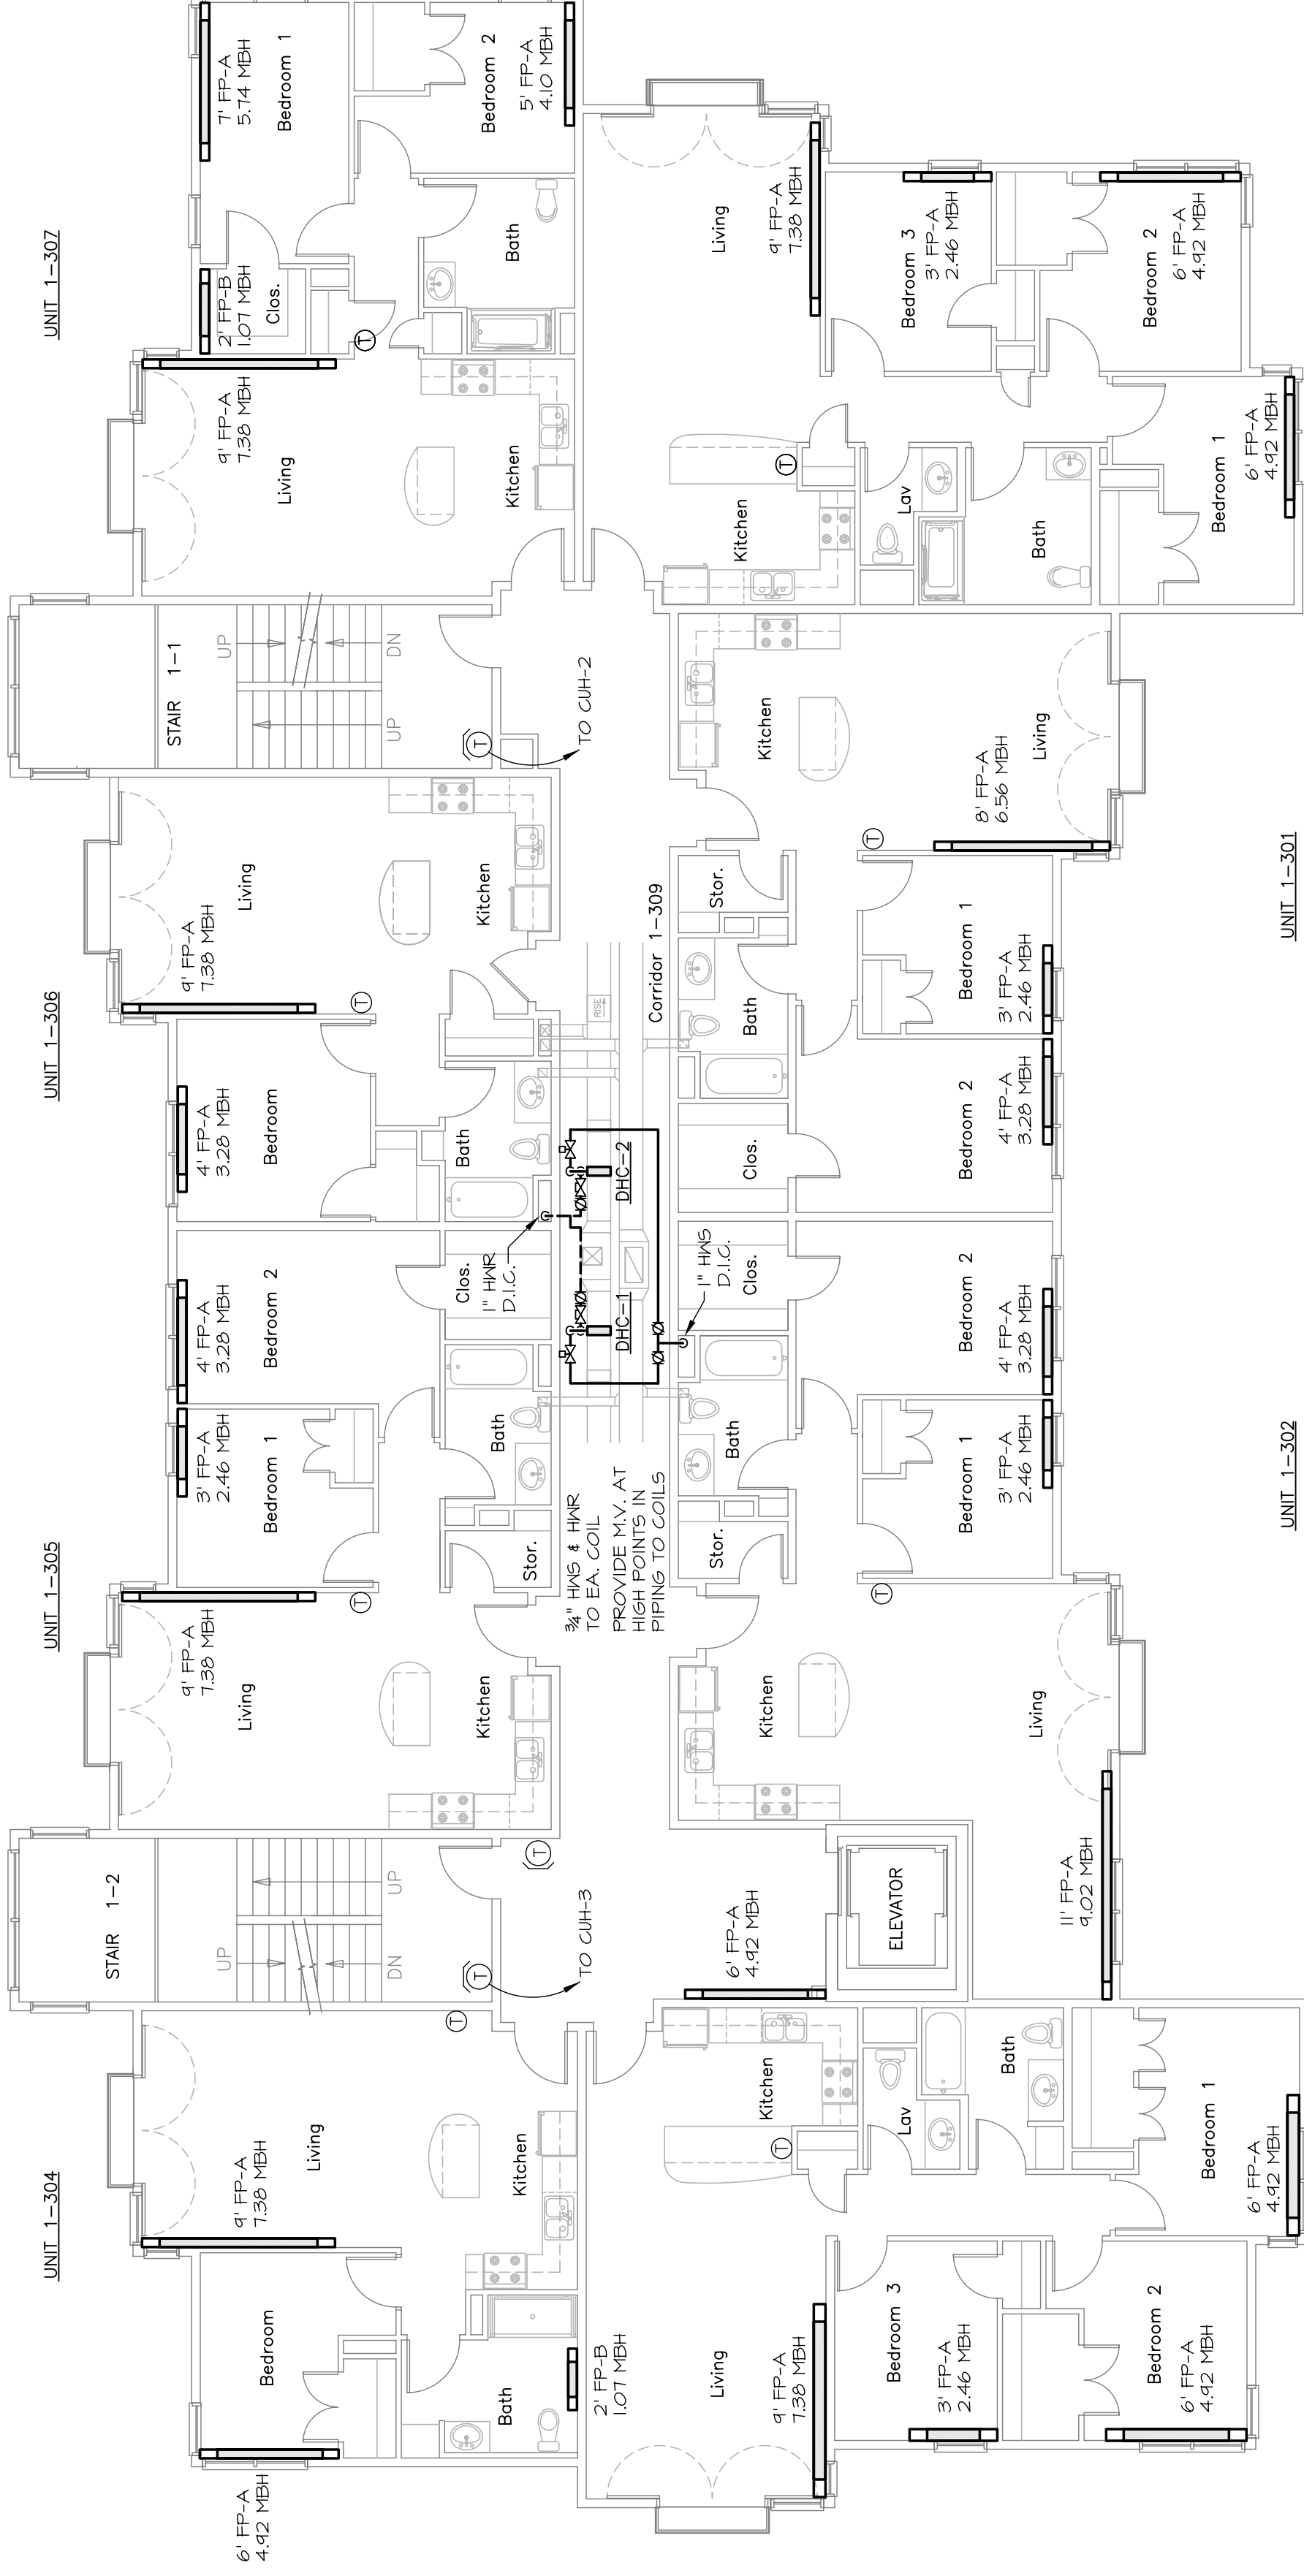 UNIT 1-304
UNIT 1-305
UNIT 1-306
UNIT 1-307
6' FP-A
4.92 MBH
Bedroom
9' FP-A
7.38 MBH
Living
Kitchen
Bath
2' FP-B
1.07 MBH
T
STAIR 1-2
UP
DN
UP
T
TO CUH-3
T
9' FP-A
7.38 MBH
Living
Kitchen
T
3' FP-A
2.46 MBH
Bedroom 1
4' FP-A
3.28 MBH
Bedroom 2
Stor.
Bath
Clos.
4' FP-A
3.28 MBH
Bedroom
Bath
T
9' FP-A
7.38 MBH
Living
Kitchen
STAIR 1-1
UP
UP
DN
T
TO CUH-2
9' FP-A
7.38 MBH
Living
Kitchen
2' FP-B
1.07 MBH
Clos.
T
7' FP-A
5.74 MBH
Bedroom 1
Bath
Bedroom 2
5' FP-A
4.10 MBH
3/4" HWS & HWR
TO EA. COIL
PROVIDE M.V. AT
HIGH POINTS IN
PIPING TO COILS
1" HWR
D.I.C.
DHC-1
DHC-2
1" HWS
D.I.C.
RISE
Corridor 1-309
Living
9' FP-A
7.38 MBH
Kitchen
T
6' FP-A
4.92 MBH
Lav
Bath
Bedroom 3
3' FP-A
2.46 MBH
Bedroom 2
6' FP-A
4.92 MBH
Bedroom 1
6' FP-A
4.92 MBH
ELEVATOR
11' FP-A
9.02 MBH
Kitchen
Living
T
Stor.
Bath
Clos.
Bedroom 1
3' FP-A
2.46 MBH
Bedroom 2
4' FP-A
3.28 MBH
Clos.
Bath
Stor.
Bedroom 2
4' FP-A
3.28 MBH
Bedroom 1
3' FP-A
2.46 MBH
T
Kitchen
8' FP-A
6.56 MBH
Living
Kitchen
T
Living
9' FP-A
7.38 MBH
Lav
Bath
Bedroom 3
3' FP-A
2.46 MBH
Bedroom 2
6' FP-A
4.92 MBH
Bedroom 1
6' FP-A
4.92 MBH
UNIT 1-302
UNIT 1-301